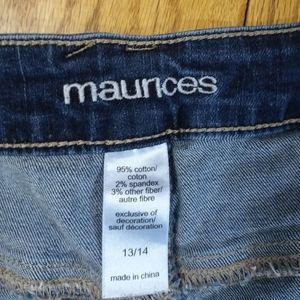 maurices
95% cotton/
coton
2% spandex
3% other fiber/
autre fibre
exclusive of
decoration/
sauf décoration
13/14
made in china